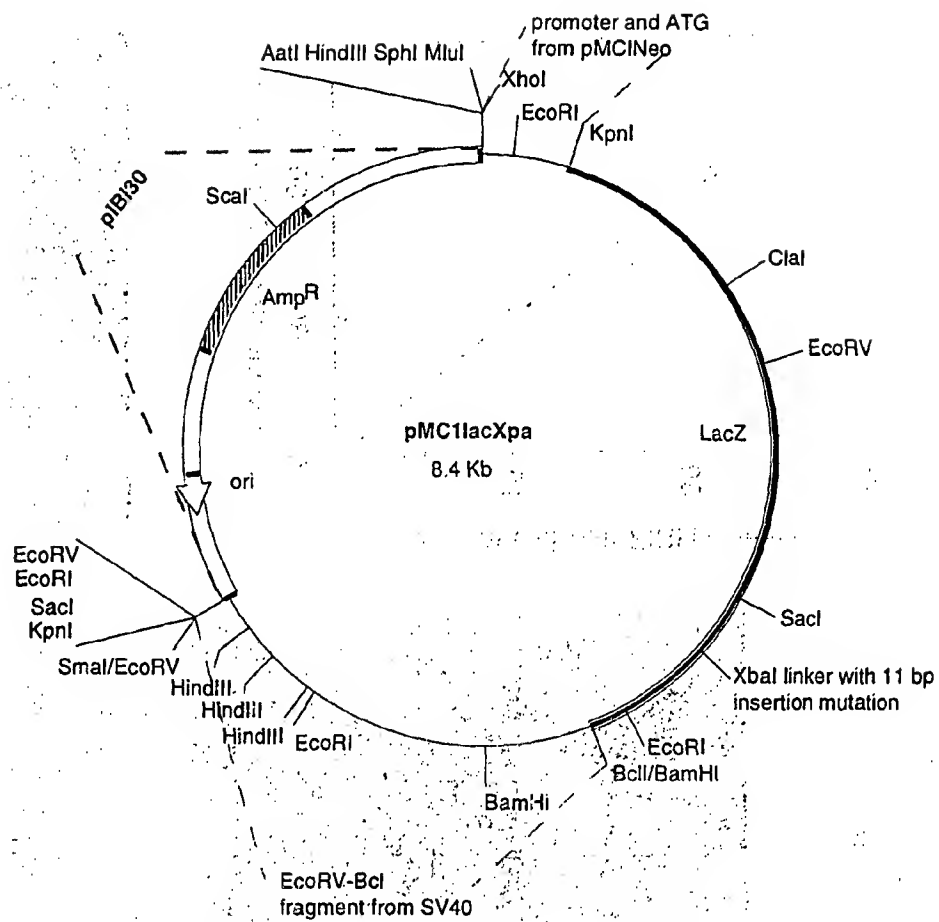 promoter and ATG
from pMCINeo
AatI HindIII SphI MluI
XhoI
EcoRI
KpnI
pIBI30
ScaI
ClaI
AmpR
EcoRV
pMC1lacXpa
LacZ
8.4 Kb
ori
EcoRV
EcoRI
SacI
KpnI
SacI
SmaI/EcoRV
XbaI linker with 11 bp
insertion mutation
HindIII
HindIII
HindIII
EcoRI
EcoRI
BclI/BamHI
BamHi
EcoRV-BclI
fragment from SV40